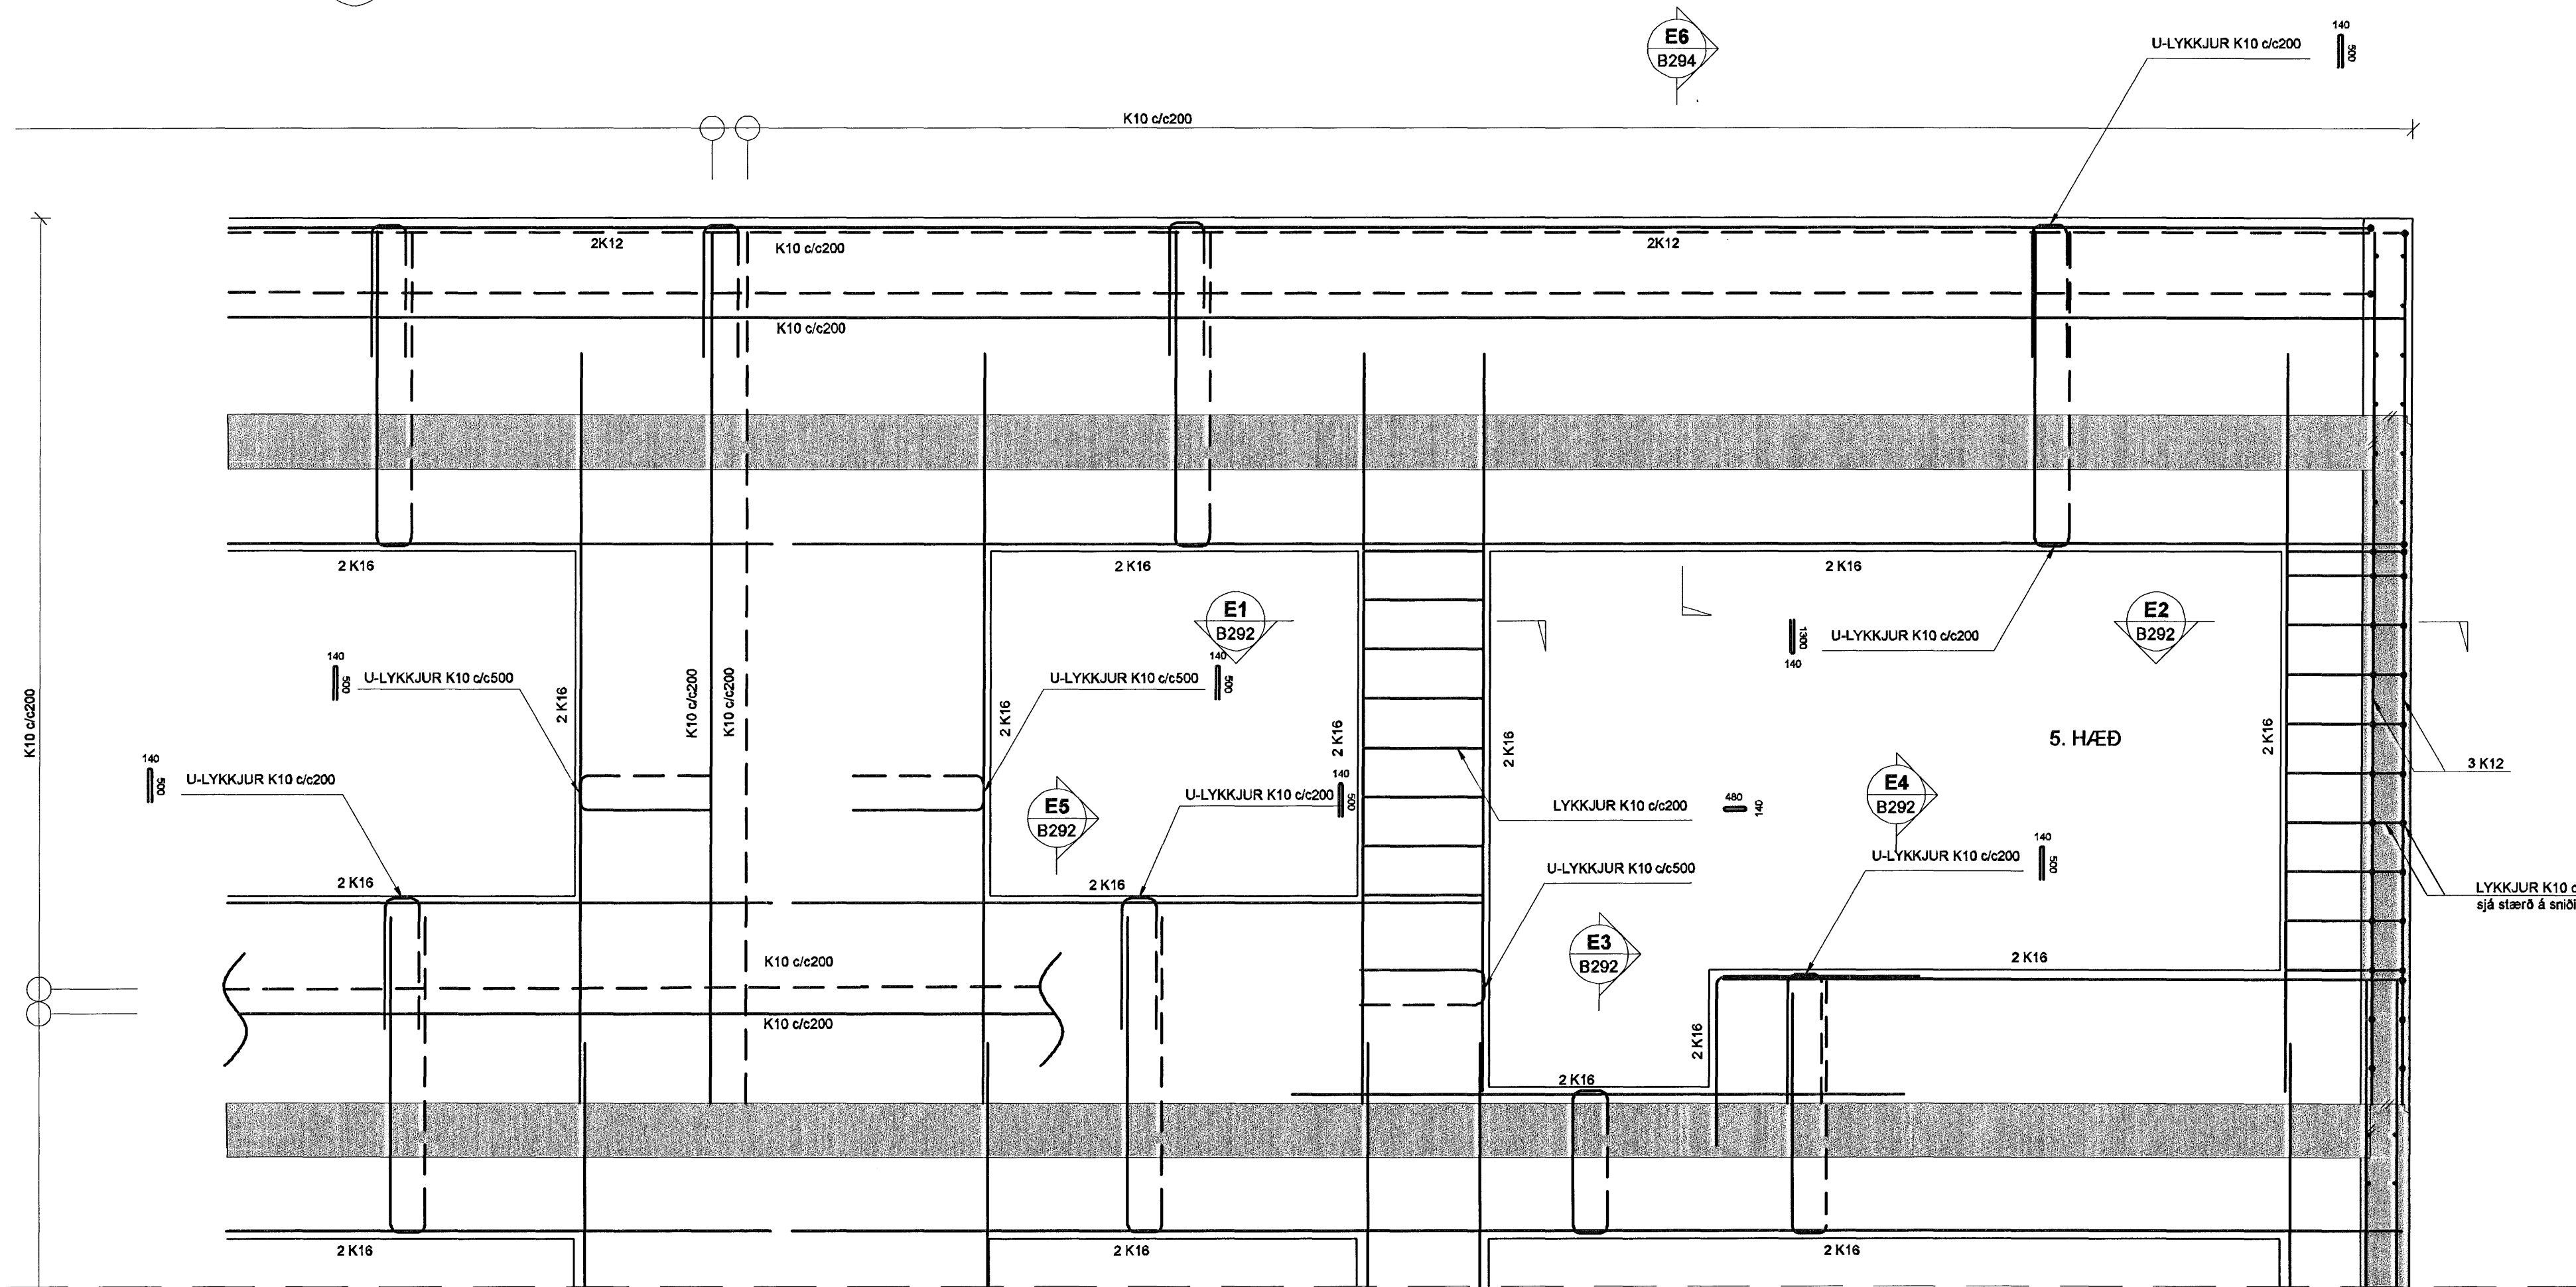 E6
B294
U-LYKKJUR K10 c/c200
140
500
K10 c/c200
2K12
K10 c/c200
2K12
K10 c/c200
2 K16
2 K16
2 K16
E1
B292
E2
B292
1300
140
U-LYKKJUR K10 c/c200
140
500
U-LYKKJUR K10 c/c500
U-LYKKJUR K10 c/c500
140
500
2 K16
K10 c/c200
K10 c/c200
2 K16
2 K16
2 K16
2 K16
K10 c/c200
5. HÆÐ
3 K12
140
500
U-LYKKJUR K10 c/c200
E5
B292
U-LYKKJUR K10 c/c200
140
500
LYKKJUR K10 c/c200
480
140
E4
B292
U-LYKKJUR K10 c/c200
140
500
U-LYKKJUR K10 c/c500
2 K16
2 K16
LYKKJUR K10 c
sjá stærð á sniði
E3
B292
2 K16
K10 c/c200
K10 c/c200
2 K16
2 K16
2 K16
2 K16
2 K16